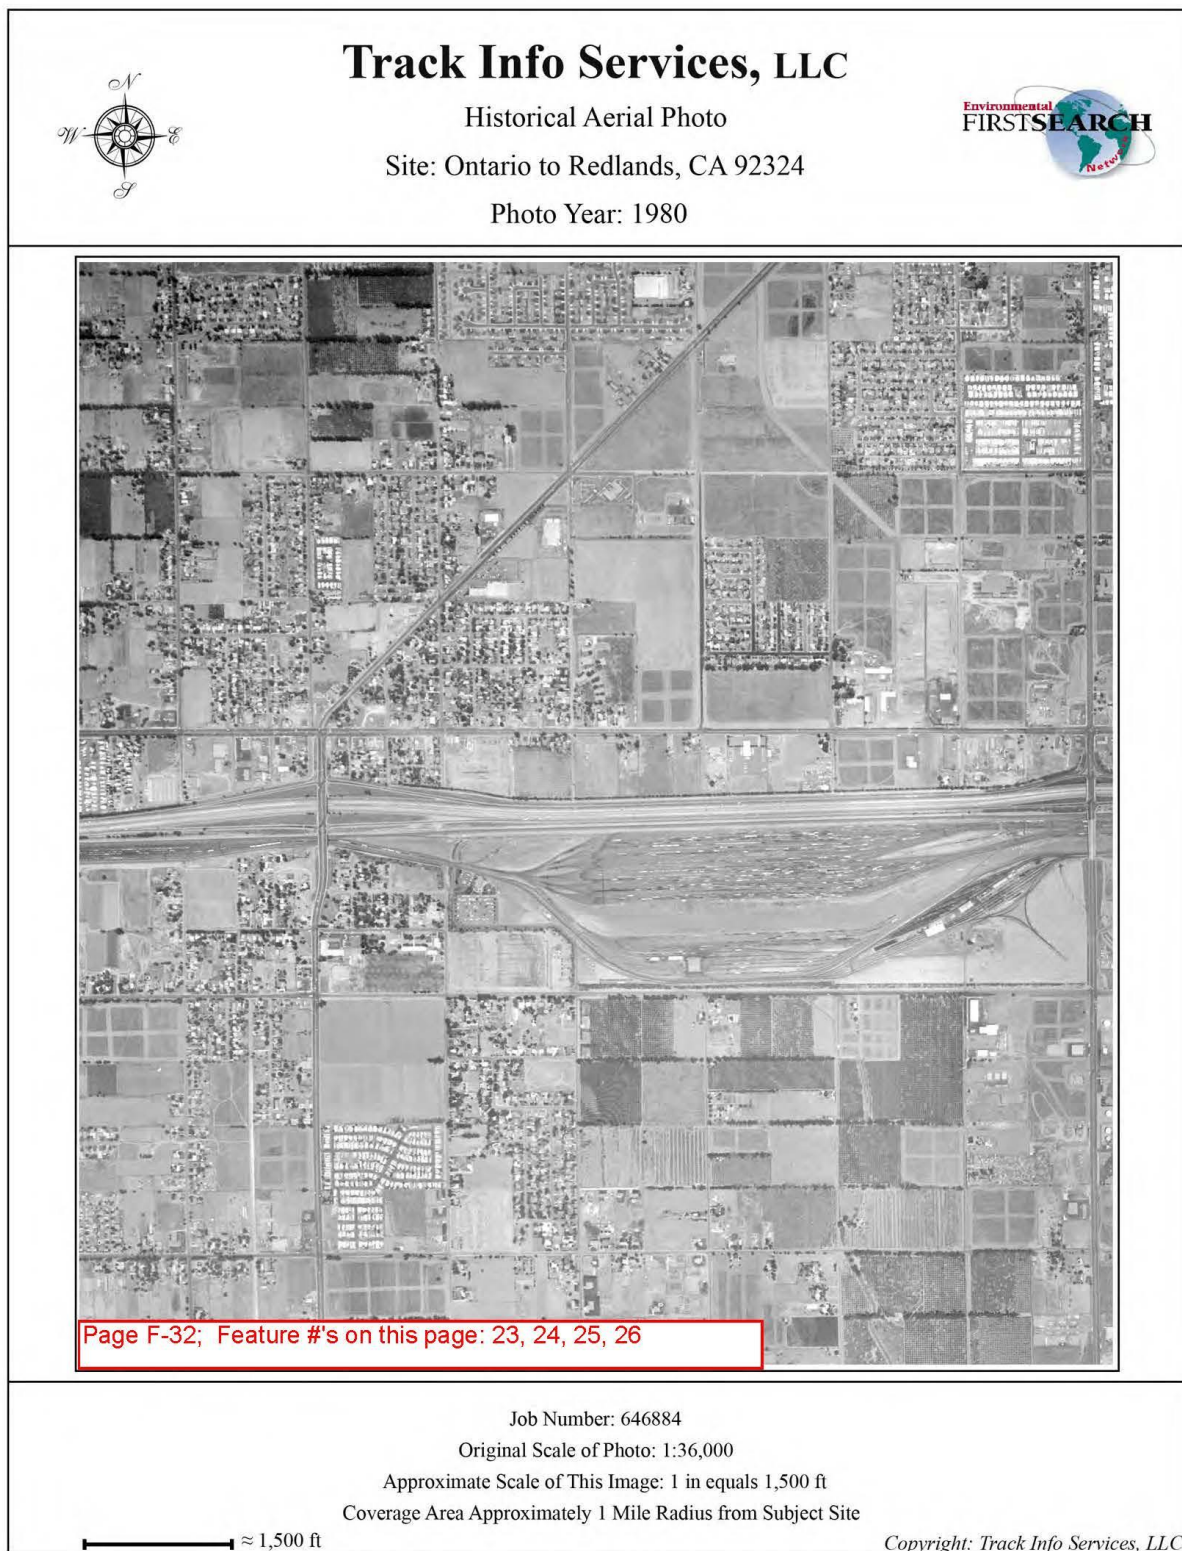 Track Info Services, LLC
Historical Aerial Photo
Site: Ontario to Redlands, CA 92324
Photo Year: 1980
N
W
E
S
Environmental
FIRSTSEARCH
Network
Page F-32; Feature #'s on this page: 23, 24, 25, 26
Job Number: 646884
Original Scale of Photo: 1:36,000
Approximate Scale of This Image: 1 in equals 1,500 ft
Coverage Area Approximately 1 Mile Radius from Subject Site
≈ 1,500 ft
Copyright: Track Info Services, LLC